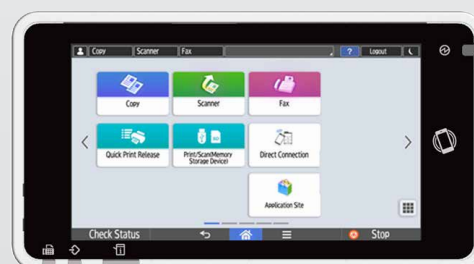 Copy Scanner Fax ? Logout
Copy Scanner Fax
Quick Print Release Print/Scan(Memory Storage Device) Direct Connection
Application Site
Check Status Stop